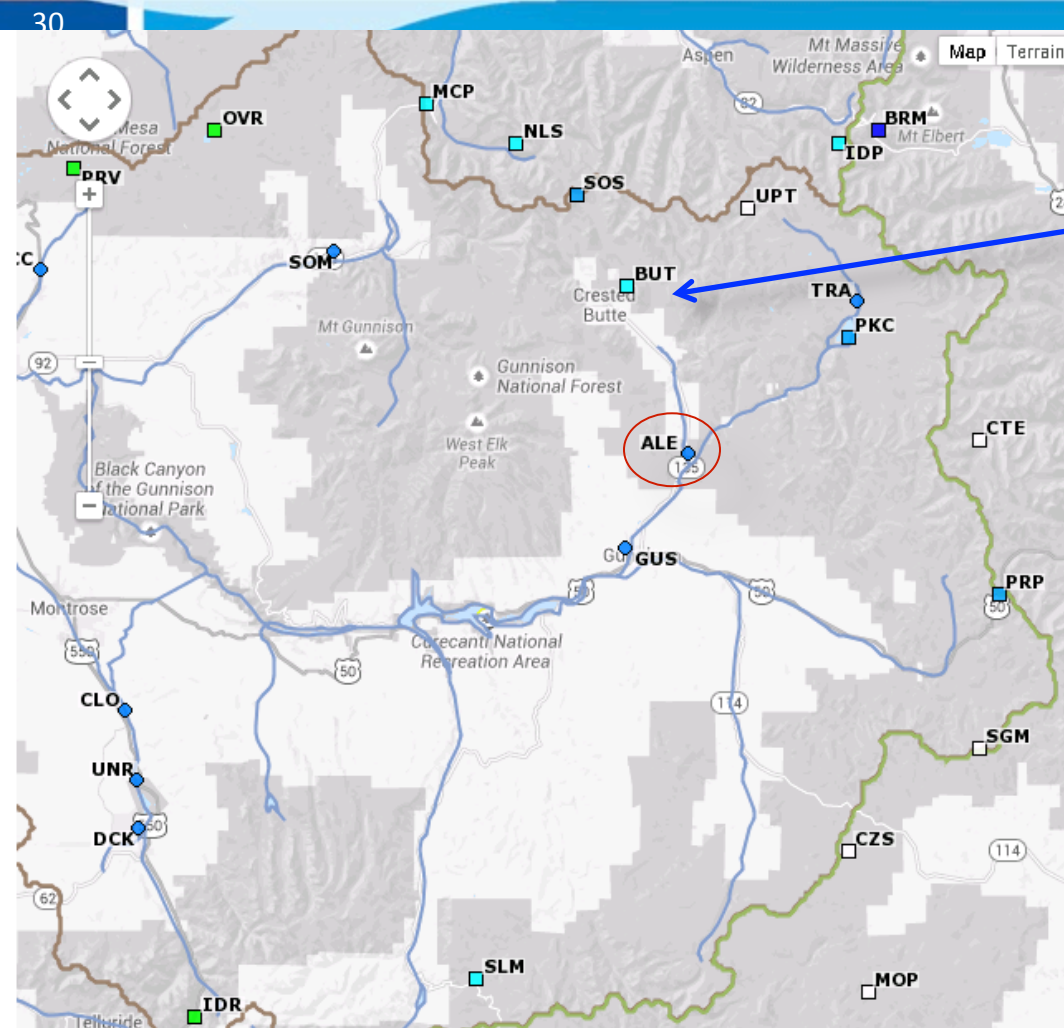 30
Aspen
Mt Massive
Wilderness Area
Map
Terrain
MCP
82
OVR
BRM
Mesa
National Forest
NLS
Mt Elbert
IDP
PRV
+
SOS
UPT
SOM
BUT
Crested
Butte
TRA
Mt Gunnison
PKC
92
Gunnison
National Forest
CTE
West Elk
Peak
ALE
135
Black Canyon
of the Gunnison
National Park
−
GUS
50
50
PRP
50
Montrose
Curecanti National
Recreation Area
550
50
CLO
114
SGM
UNR
550
DCK
CZS
114
62
SLM
MOP
IDR
Telluride